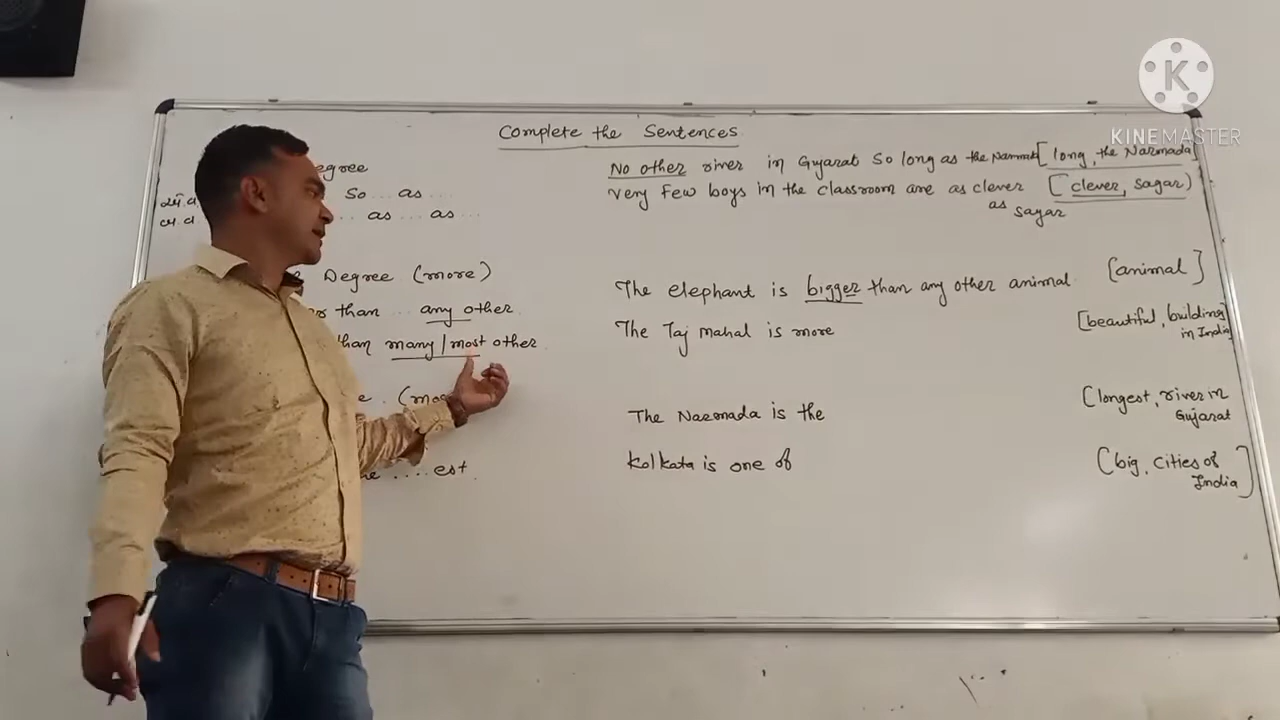 Complete the Sentences
egree
So... as ...
... as ... as ...
Degree (more)
than ... any other
than many/most other
... est
No other river in Gujarat so long as the Narmada [long, the Narmada]
Very few boys in the classroom are as clever [clever, sagar)
as sagar
The elephant is bigger than any other animal. [animal]
The Taj Mahal is more [beautiful, building]
in India
The Narmada is the (longest, river in
Gujarat
Kolkata is one of (big, cities of
India]
K
KINEMASTER